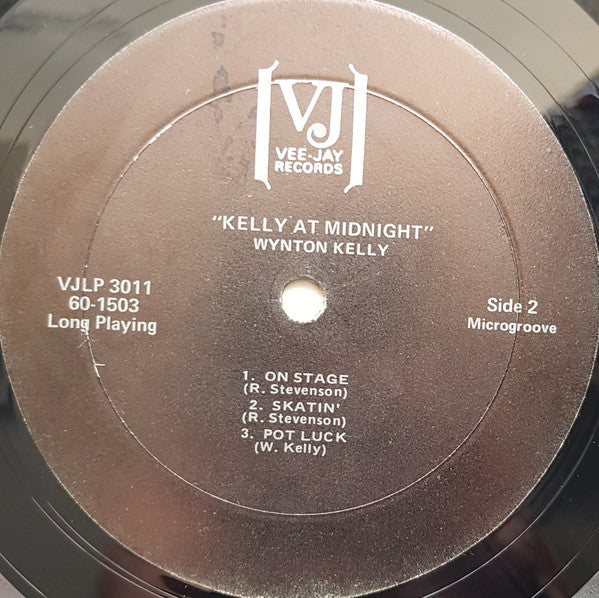 VJ
VEE-JAY
RECORDS
"KELLY AT MIDNIGHT"
WYNTON KELLY
VJLP 3011
60-1503
Long Playing
Side 2
Microgroove
1. ON STAGE
(R. Stevenson)
2. SKATIN'
(R. Stevenson)
3. POT LUCK
(W. Kelly)